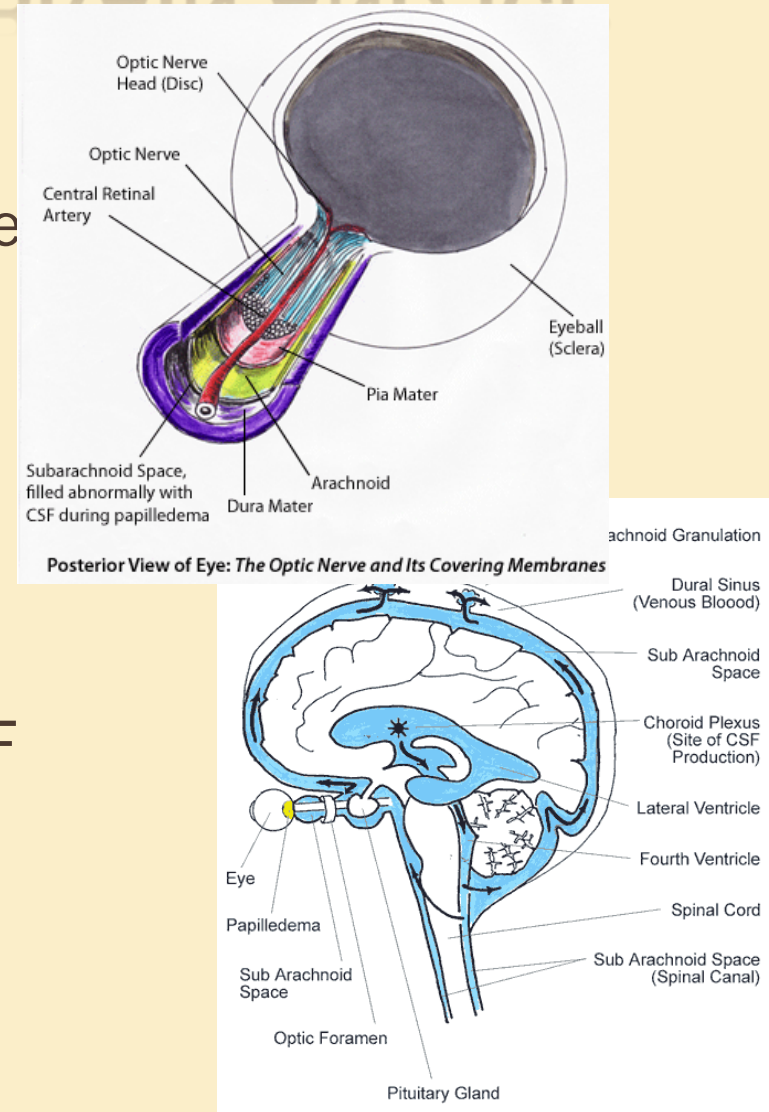 Optic Nerve
Head (Disc)
Optic Nerve
Central Retinal
Artery
Eyeball
(Sclera)
Pia Mater
Arachnoid
Subarachnoid Space,
filled abnormally with
CSF during papilledema
Dura Mater
Posterior View of Eye: The Optic Nerve and Its Covering Membranes
achnoid Granulation
Dural Sinus
(Venous Bloood)
Sub Arachnoid
Space
Choroid Plexus
(Site of CSF
Production)
Lateral Ventricle
Fourth Ventricle
Spinal Cord
Sub Arachnoid Space
(Spinal Canal)
Eye
Papilledema
Sub Arachnoid
Space
Optic Foramen
Pituitary Gland